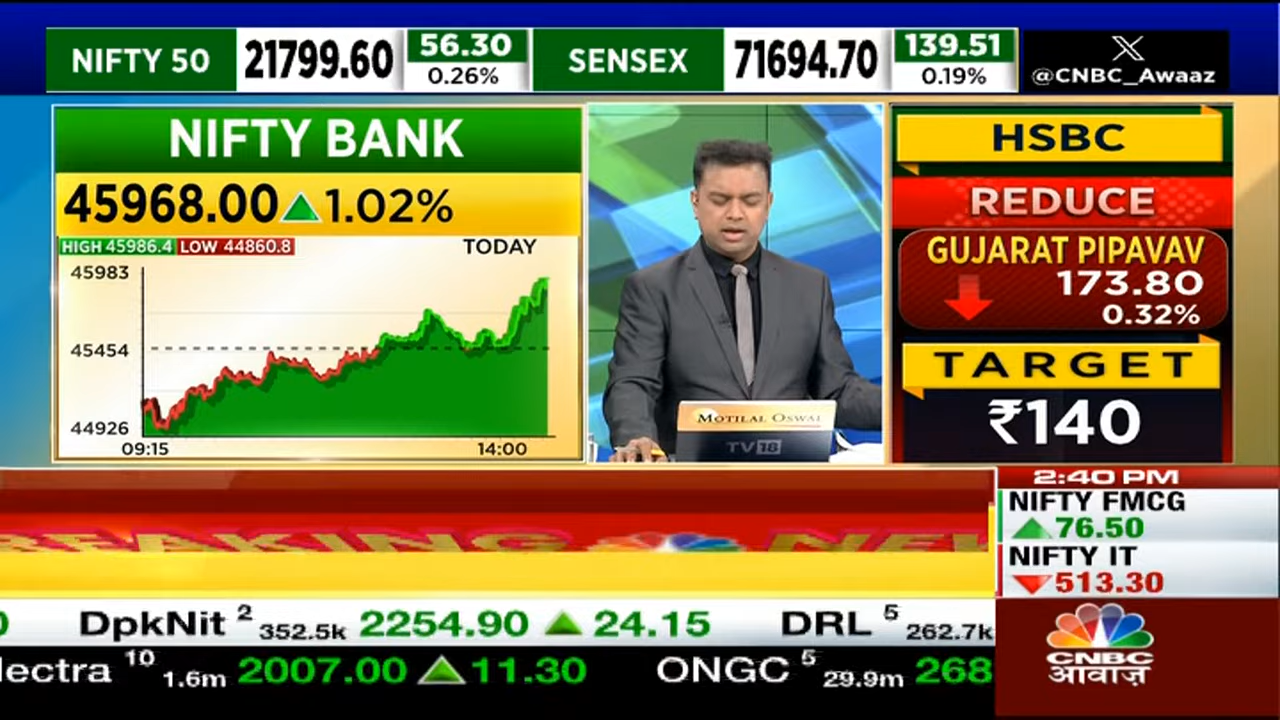 NIFTY 50 21799.60 56.30 0.26% SENSEX 71694.70 139.51 0.19% X @CNBC_Awaaz
NIFTY BANK
45968.00 1.02%
HIGH 45986.4 LOW 44860.8 TODAY
45983
45454
44926
09:15 14:00
MOTILAL OSWAL
TV18
HSBC
REDUCE
GUJARAT PIPAVAV
173.80
0.32%
TARGET
₹140
2:40 PM
NIFTY FMCG
76.50
NIFTY IT
513.30
BREAKING NEW
0 DpkNit 2 352.5k 2254.90 24.15 DRL 5 262.7k
lectra 10 1.6m 2007.00 11.30 ONGC 5 29.9m 268
CNBC
आवाज़